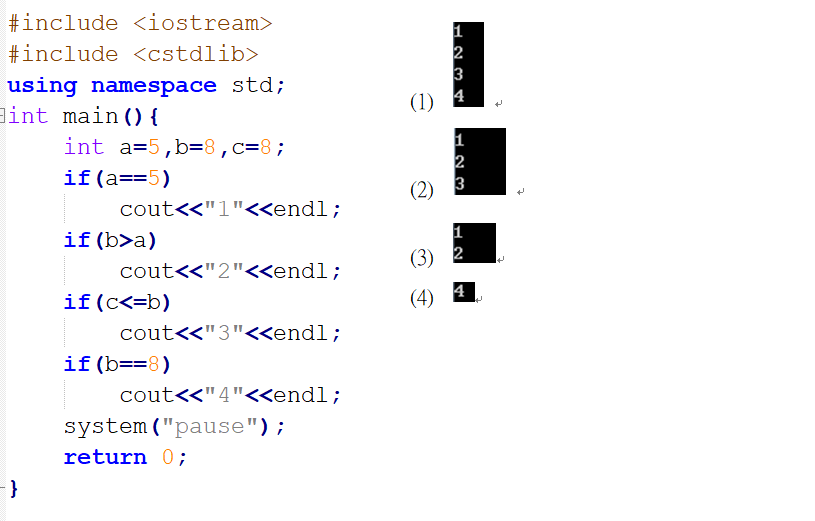 #include <iostream>
#include <cstdlib>
using namespace std;
int main(){
    int a=5,b=8,c=8;
    if(a==5)
        cout<<"1"<<endl;
    if(b>a)
        cout<<"2"<<endl;
    if(c<=b)
        cout<<"3"<<endl;
    if(b==8)
        cout<<"4"<<endl;
    system("pause");
    return 0;
}
1
2
3
(1) 4
1
2
(2) 3
1
(3) 2
(4) 4